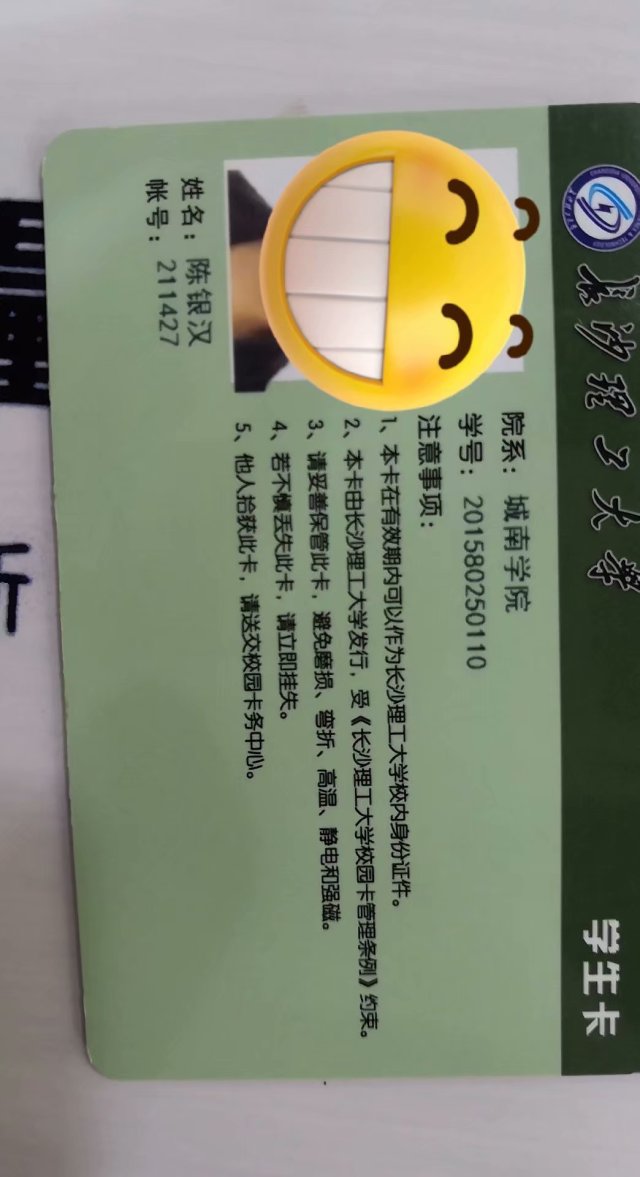 长沙理工大学
学生卡
院系：城南学院
学号：201580250110
注意事项：
1、本卡在有效期内可以作为长沙理工大学校内身份证件。
2、本卡由长沙理工大学发行，受《长沙理工大学校园卡管理条例》约束。
3、请妥善保管此卡，避免磨损、弯折、高温、静电和强磁。
4、若不慎丢失此卡，请立即挂失。
5、他人拾获此卡，请送交校园卡务中心。
姓名：陈银汉
帐号：211427